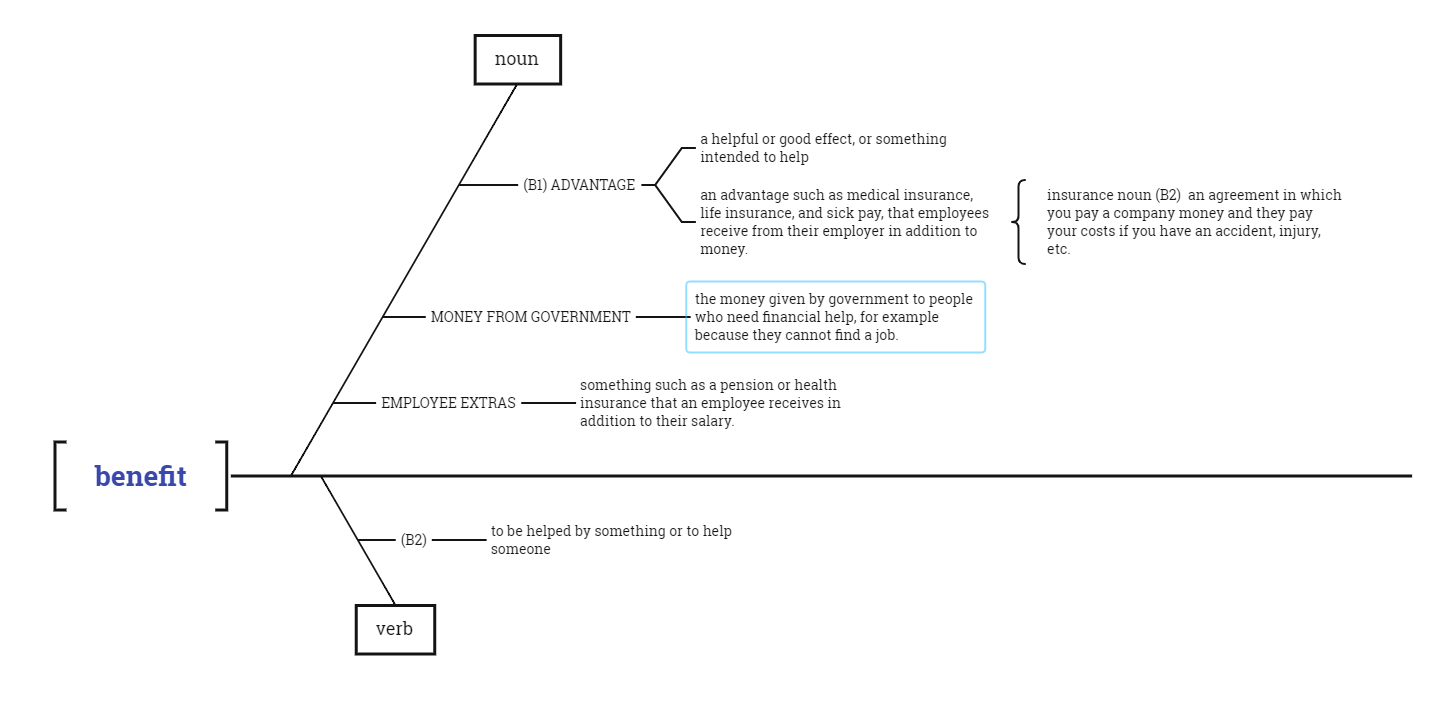 noun
a helpful or good effect, or something
intended to help
(B1) ADVANTAGE
an advantage such as medical insurance,
life insurance, and sick pay, that employees
receive from their employer in addition to
money.
insurance noun (B2)  an agreement in which
you pay a company money and they pay
your costs if you have an accident, injury,
etc.
MONEY FROM GOVERNMENT
the money given by government to people
who need financial help, for example
because they cannot find a job.
EMPLOYEE EXTRAS
something such as a pension or health
insurance that an employee receives in
addition to their salary.
benefit
(B2)
to be helped by something or to help
someone
verb